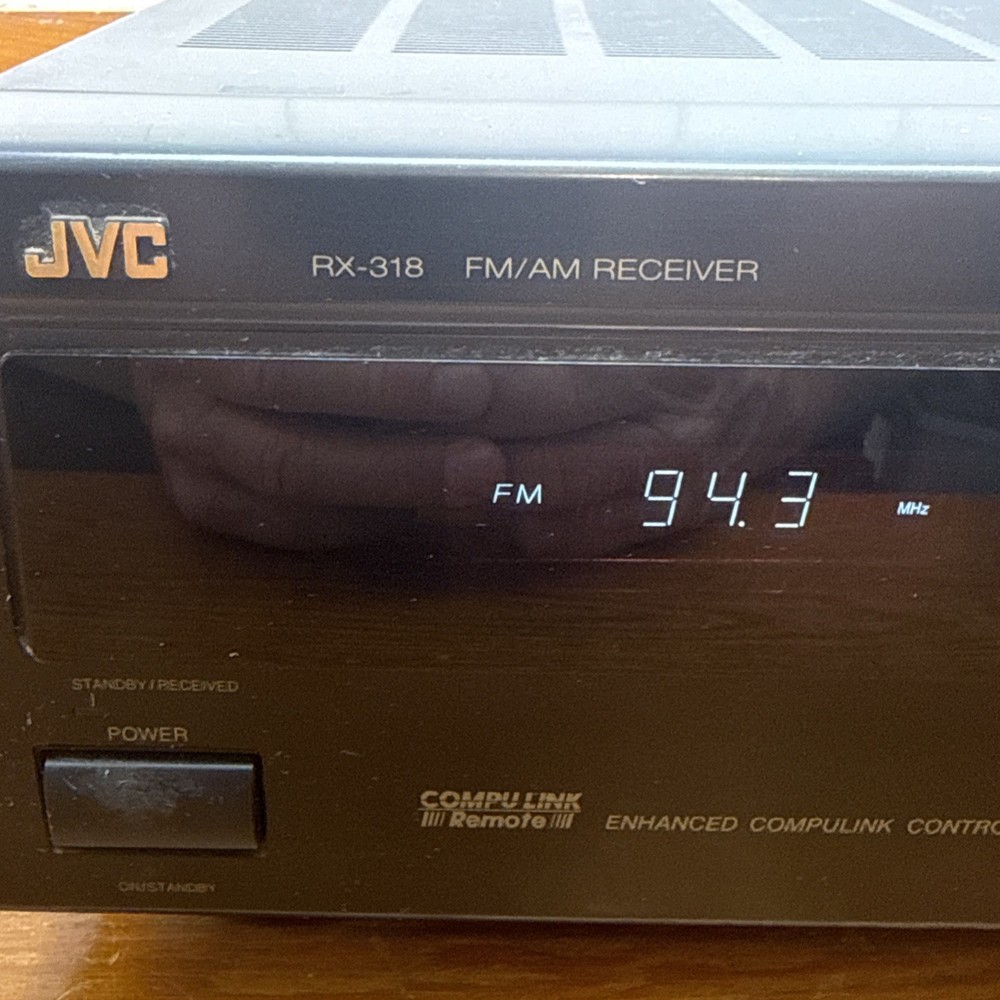 JVC
RX-318 FM/AM RECEIVER
FM 94.3 MHz
STANDBY/RECEIVED
POWER
COMPU LINK
Remote
ENHANCED COMPULINK CONTRO
ON/STANDBY